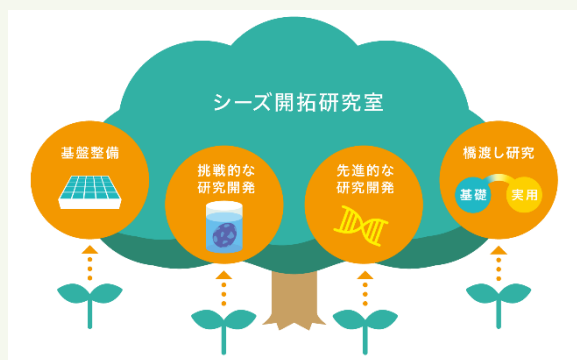 シーズ開拓研究室
基盤整備
挑戦的な
研究開発
先進的な
研究開発
橋渡し研究
基礎
実用